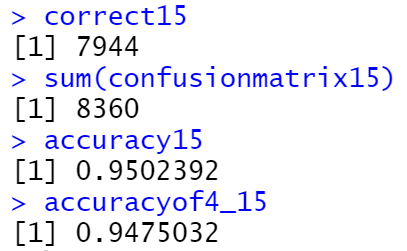 > correct15
[1] 7944
> sum(confusionmatrix15)
[1] 8360
> accuracy15
[1] 0.9502392
> accuracyof4_15
[1] 0.9475032